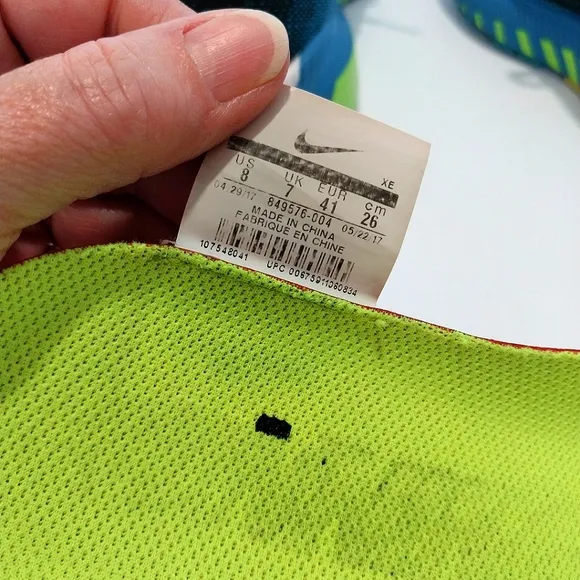 XE
US UK EUR cm
8 7 41 26
04/29/17 849576-004 05/22/17
MADE IN CHINA
FABRIQUE EN CHINE
107548041 UPC 00675911060834